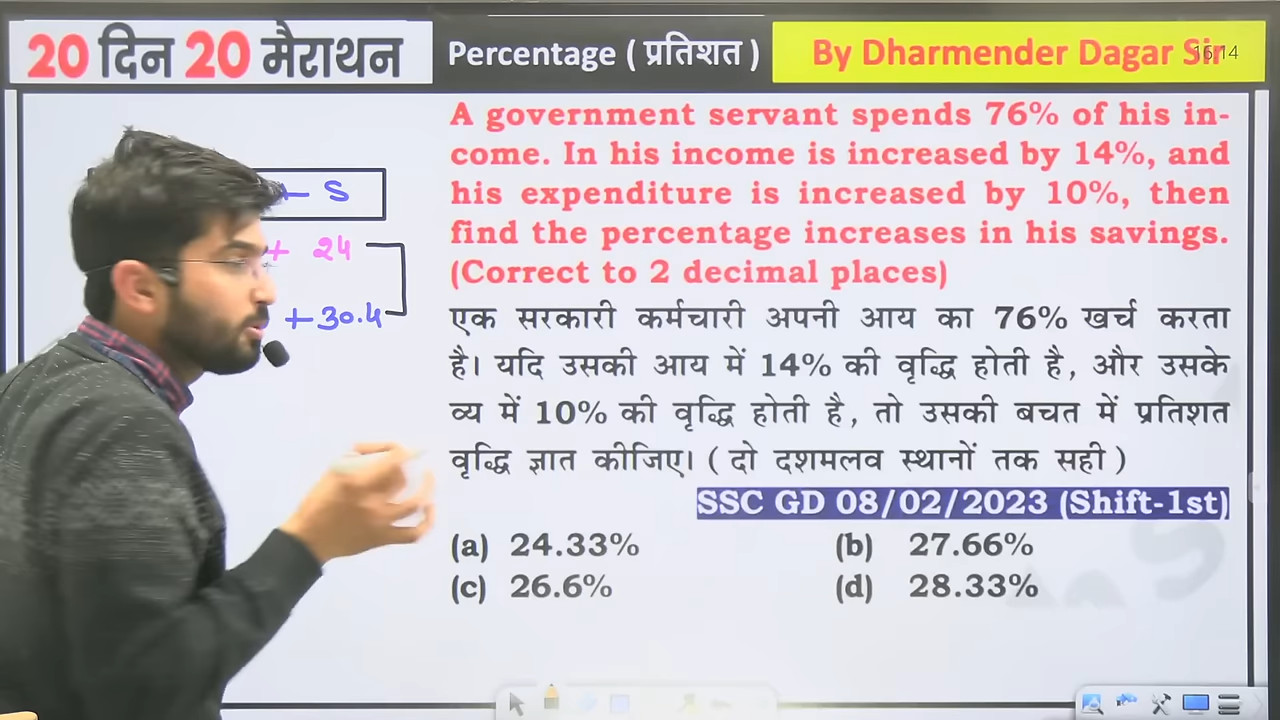 20 दिन 20 मैराथन
Percentage ( प्रतिशत )
By Dharmender Dagar Sir
16:14
+ S
+ 24
+30.4
A government servant spends 76% of his in-
come. In his income is increased by 14%, and
his expenditure is increased by 10%, then
find the percentage increases in his savings.
(Correct to 2 decimal places)
एक सरकारी कर्मचारी अपनी आय का 76% खर्च करता
है। यदि उसकी आय में 14% की वृद्धि होती है, और उसके
व्य में 10% की वृद्धि होती है, तो उसकी बचत में प्रतिशत
वृद्धि ज्ञात कीजिए। ( दो दशमलव स्थानों तक सही )
SSC GD 08/02/2023 (Shift-1st)
(a) 24.33% (b) 27.66%
(c) 26.6% (d) 28.33%